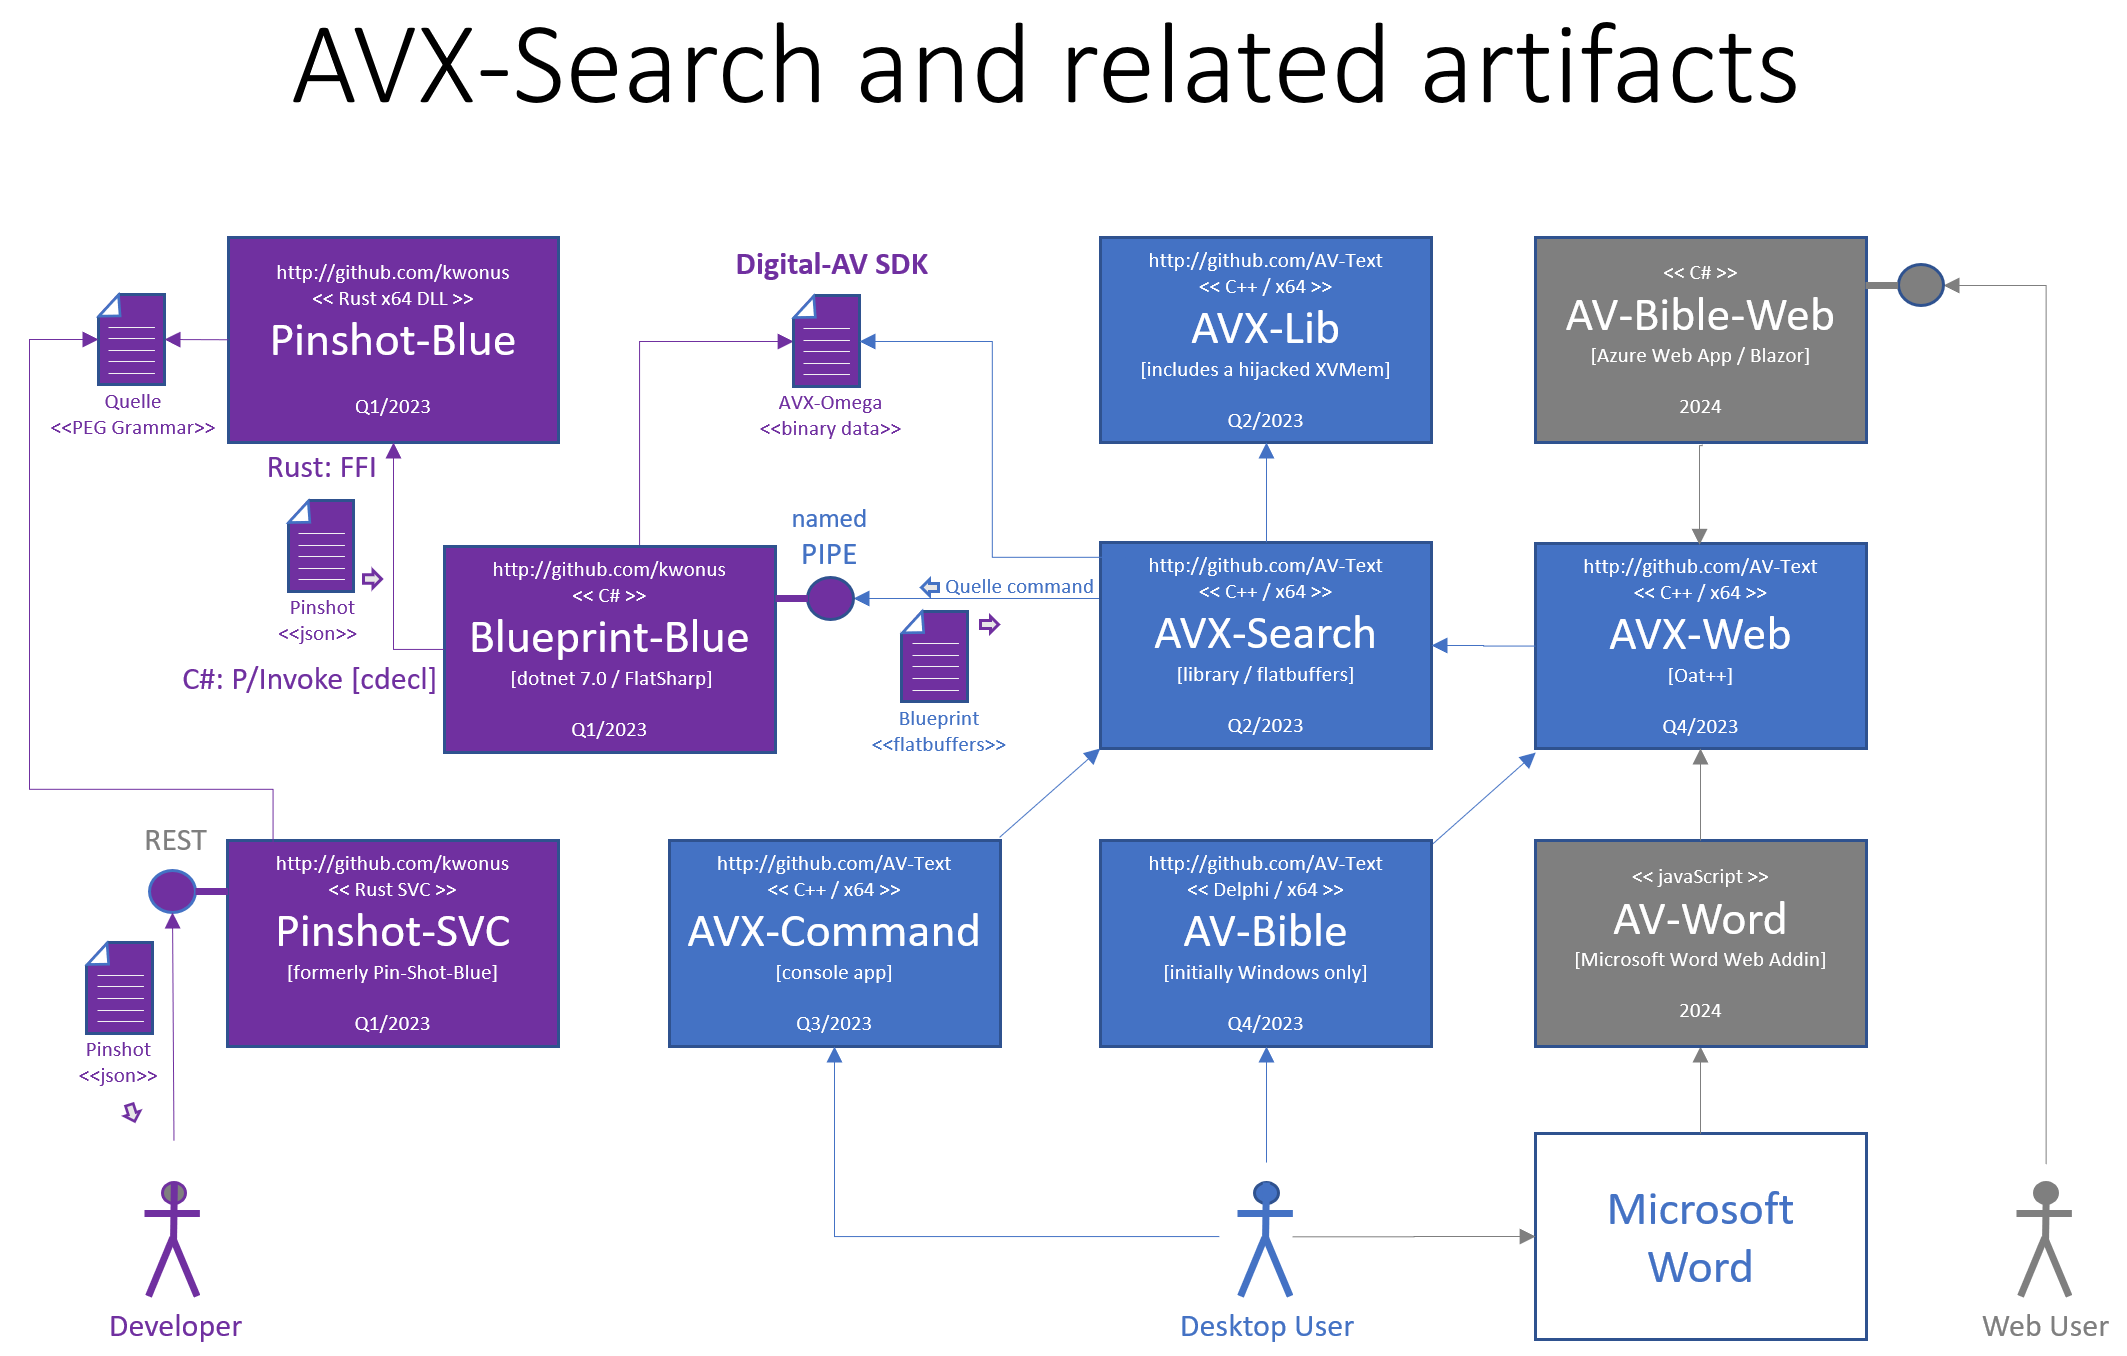 AVX-Search and related artifacts
http://github.com/kwonus
<< Rust x64 DLL >>
Pinshot-Blue
Q1/2023
Quelle
<<PEG Grammar>>
Digital-AV SDK
AVX-Omega
<<binary data>>
http://github.com/AV-Text
<< C++ / x64 >>
AVX-Lib
[includes a hijacked XVMem]
Q2/2023
<< C# >>
AV-Bible-Web
[Azure Web App / Blazor]
2024
Rust: FFI
Pinshot
<<json>>
C#: P/Invoke [cdecl]
http://github.com/kwonus
<< C# >>
Blueprint-Blue
[dotnet 7.0 / FlatSharp]
Q1/2023
named
PIPE
Quelle command
Blueprint
<<flatbuffers>>
http://github.com/AV-Text
<< C++ / x64 >>
AVX-Search
[library / flatbuffers]
Q2/2023
http://github.com/AV-Text
<< C++ / x64 >>
AVX-Web
[Oat++]
Q4/2023
REST
http://github.com/kwonus
<< Rust SVC >>
Pinshot-SVC
[formerly Pin-Shot-Blue]
Q1/2023
Pinshot
<<json>>
http://github.com/AV-Text
<< C++ / x64 >>
AVX-Command
[console app]
Q3/2023
http://github.com/AV-Text
<< Delphi / x64 >>
AV-Bible
[initially Windows only]
Q4/2023
<< javaScript >>
AV-Word
[Microsoft Word Web Addin]
2024
Microsoft
Word
Developer
Desktop User
Web User